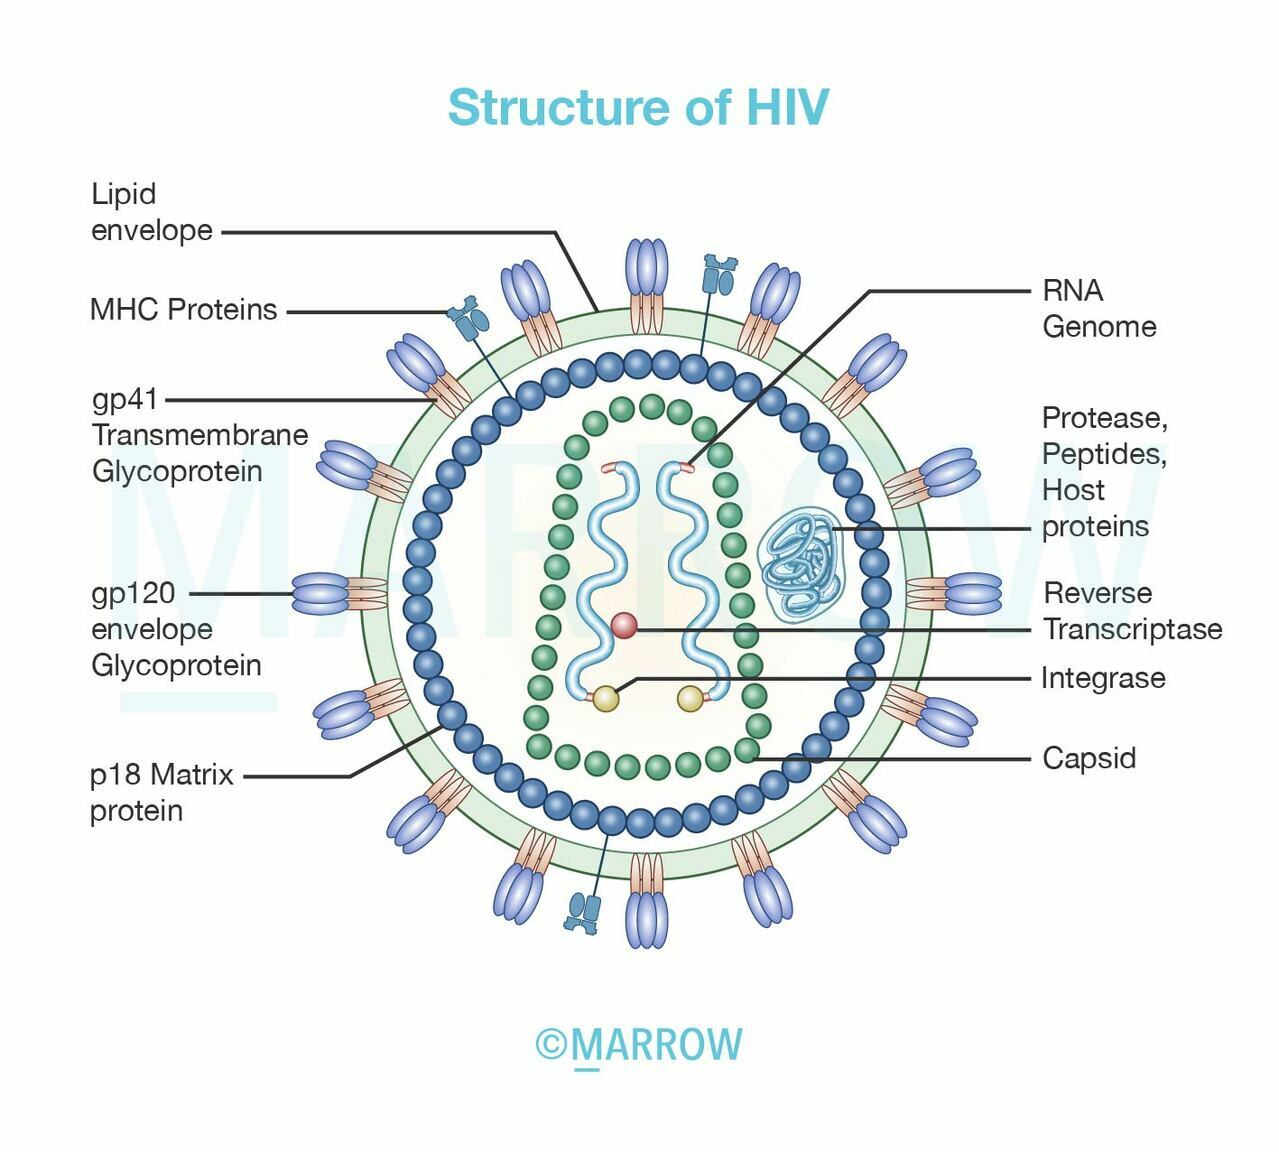 Structure of HIV
Lipid
envelope
MHC Proteins
gp41
Transmembrane
Glycoprotein
gp120
envelope
Glycoprotein
p18 Matrix
protein
RNA
Genome
Protease,
Peptides,
Host
proteins
Reverse
Transcriptase
Integrase
Capsid
MARROW
©MARROW